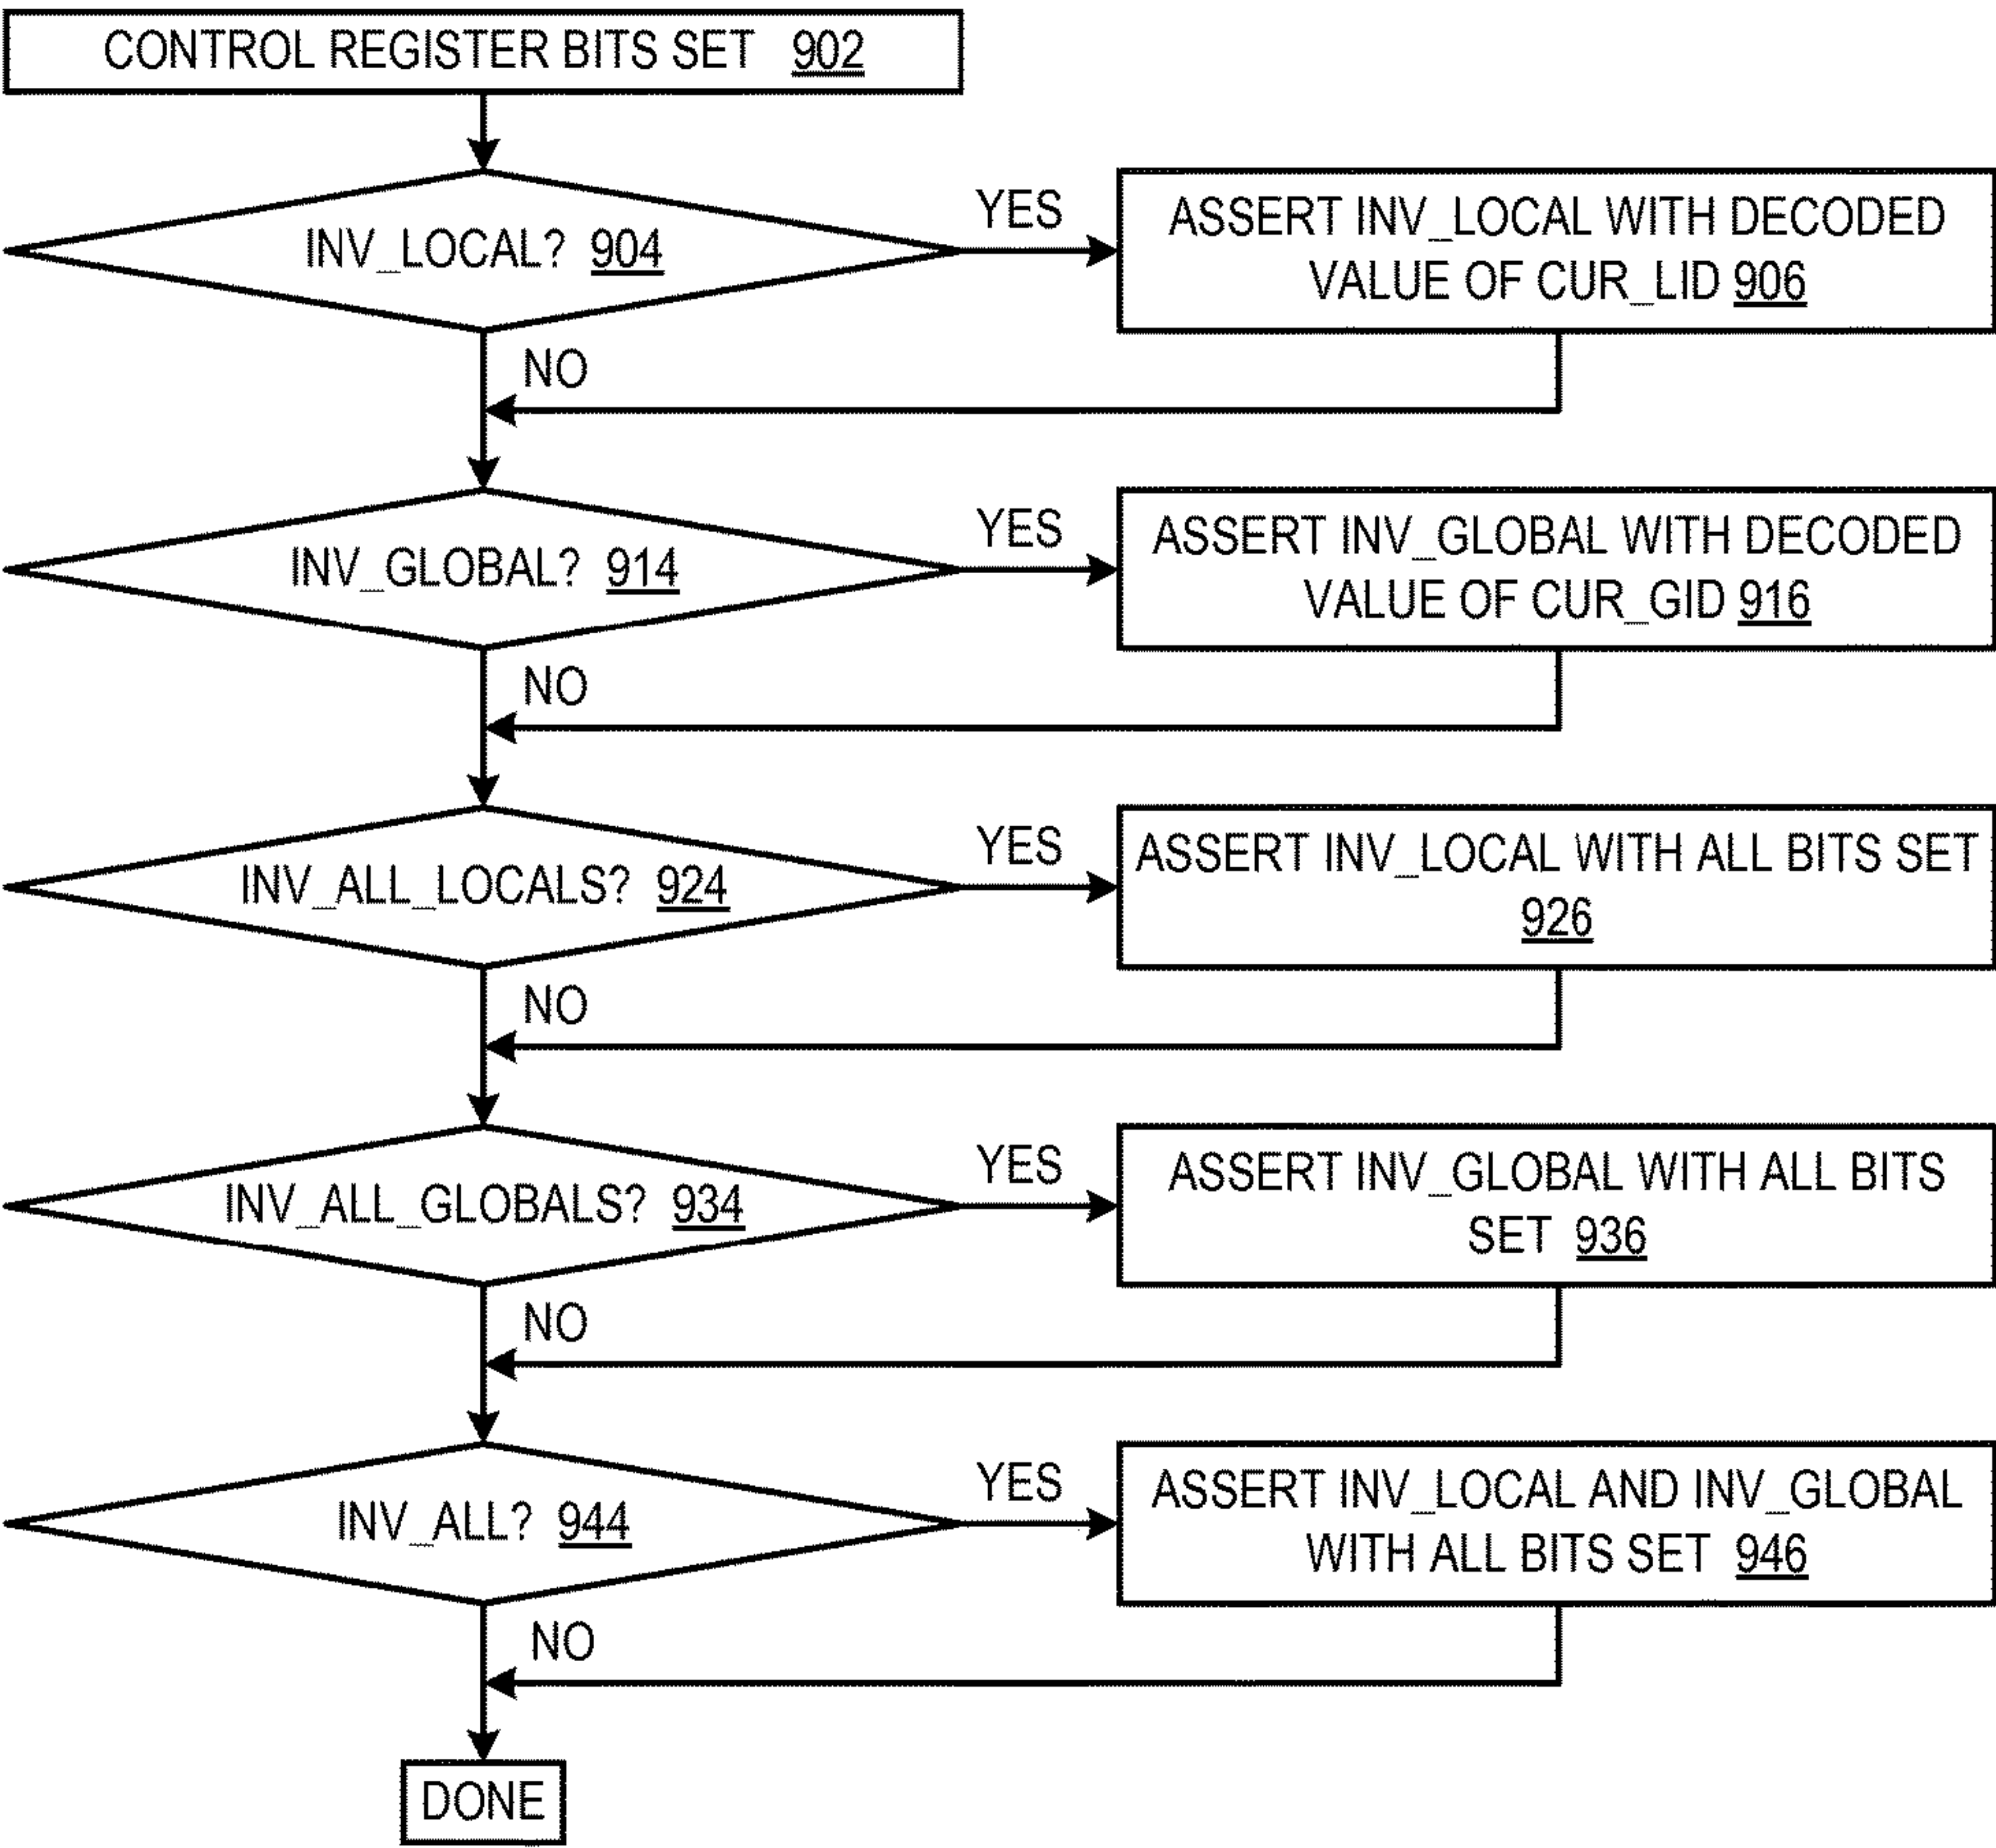 CONTROL REGISTER BITS SET 902
INV_LOCAL? 904
YES
ASSERT INV_LOCAL WITH DECODED
VALUE OF CUR_LID 906
NO
INV_GLOBAL? 914
YES
ASSERT INV_GLOBAL WITH DECODED
VALUE OF CUR_GID 916
NO
INV_ALL_LOCALS? 924
YES
ASSERT INV_LOCAL WITH ALL BITS SET
926
NO
INV_ALL_GLOBALS? 934
YES
ASSERT INV_GLOBAL WITH ALL BITS
SET 936
NO
INV_ALL? 944
YES
ASSERT INV_LOCAL AND INV_GLOBAL
WITH ALL BITS SET 946
NO
DONE